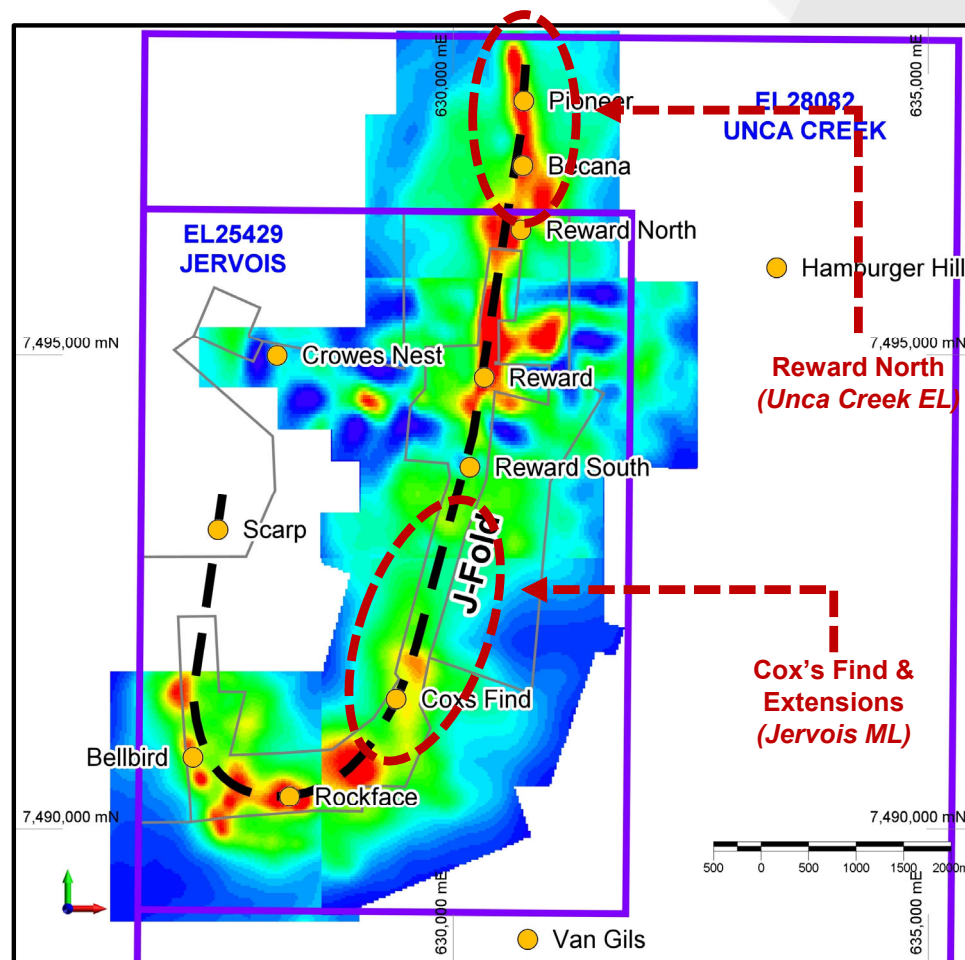 630,000 mE
635,000 mE
Pioneer
EL28082
UNCA CREEK
Becana
Reward North
EL25429
JERVOIS
Hamburger Hill
7,495,000 mN
7,495,000 mN
Crowes Nest
Reward
Reward North
(Unca Creek EL)
Reward South
Scarp
J-Fold
Cox's Find &
Extensions
(Jervois ML)
Coxs Find
Bellbird
Rockface
7,490,000 mN
7,490,000 mN
500 0 500 1000 1500 2000m
630,000 mE
635,000 mE
Van Gils